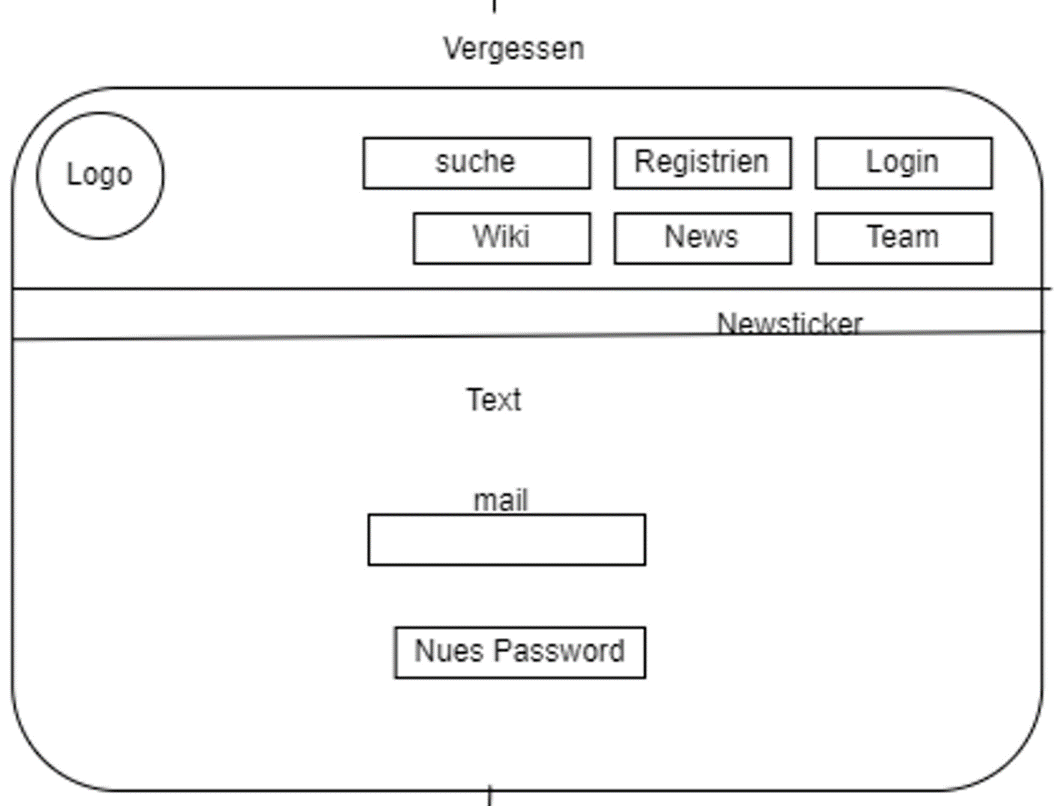 Vergessen
Logo
suche
Registrien
Login
Wiki
News
Team
Newsticker
Text
mail
Nues Password